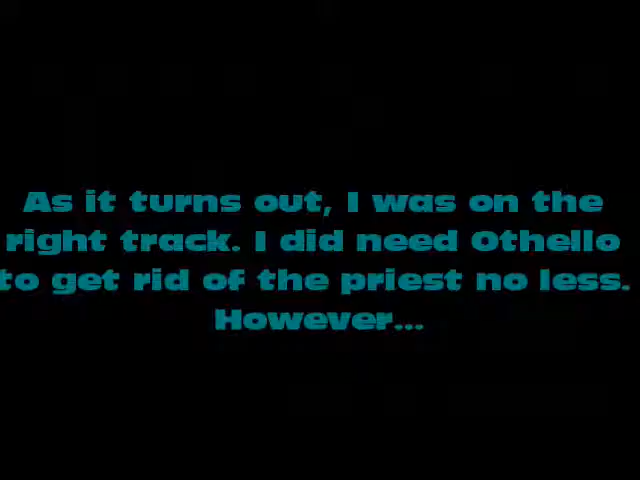 As it turns out, I was on the
right track. I did need Othello
to get rid of the priest no less.
However...